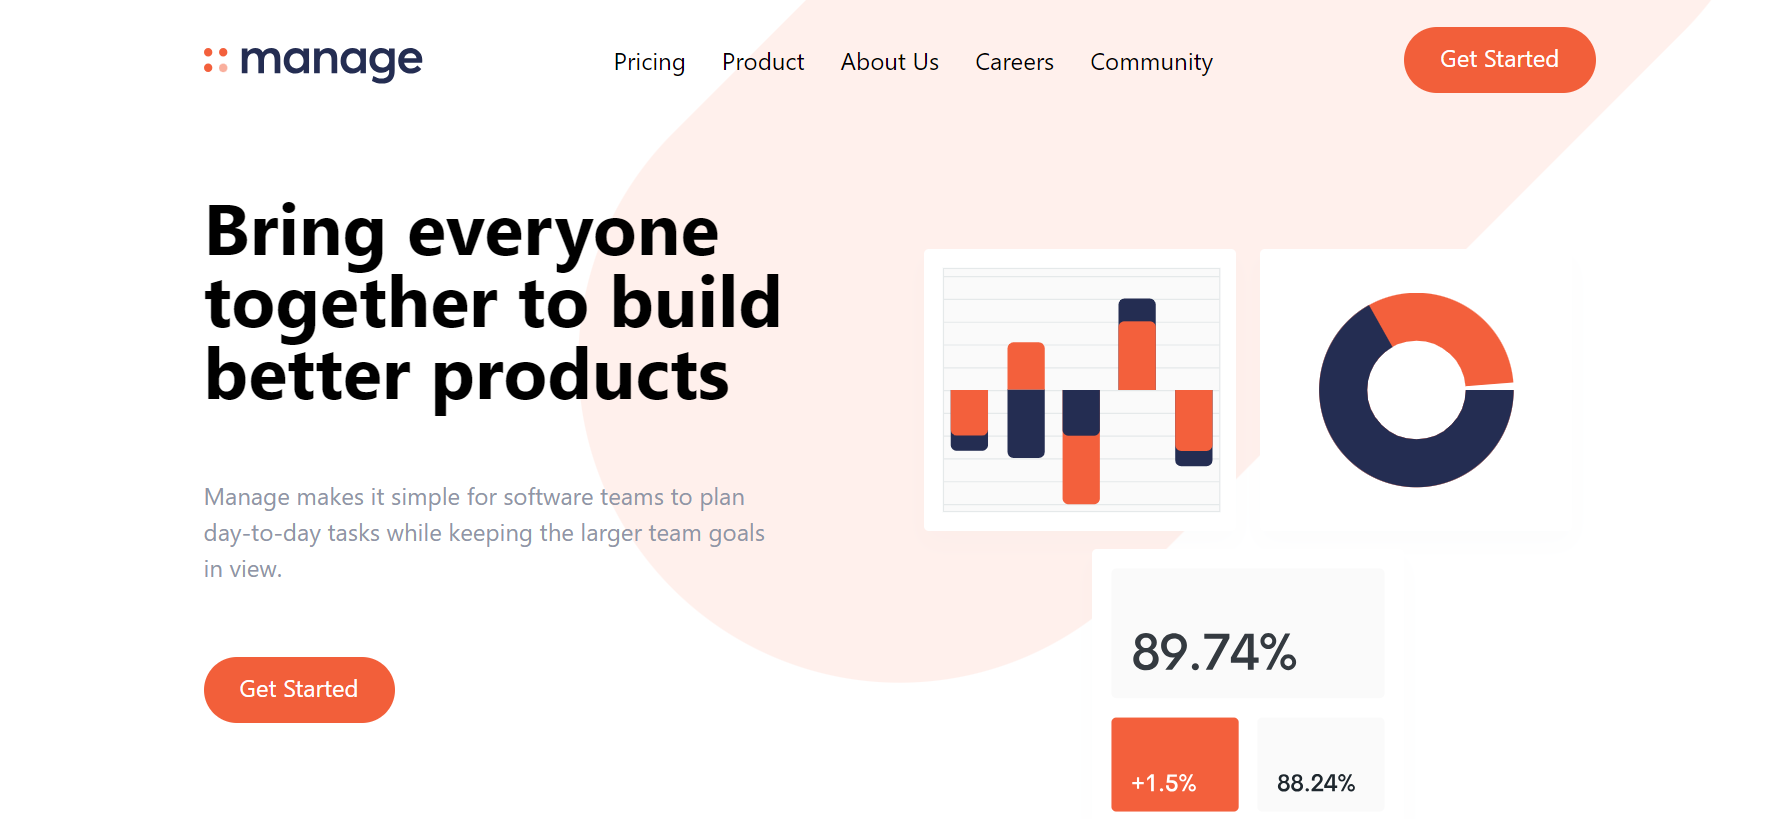 manage
Pricing Product About Us Careers Community
Get Started
Bring everyone
together to build
better products
Manage makes it simple for software teams to plan
day-to-day tasks while keeping the larger team goals
in view.
Get Started
89.74%
+1.5%
88.24%